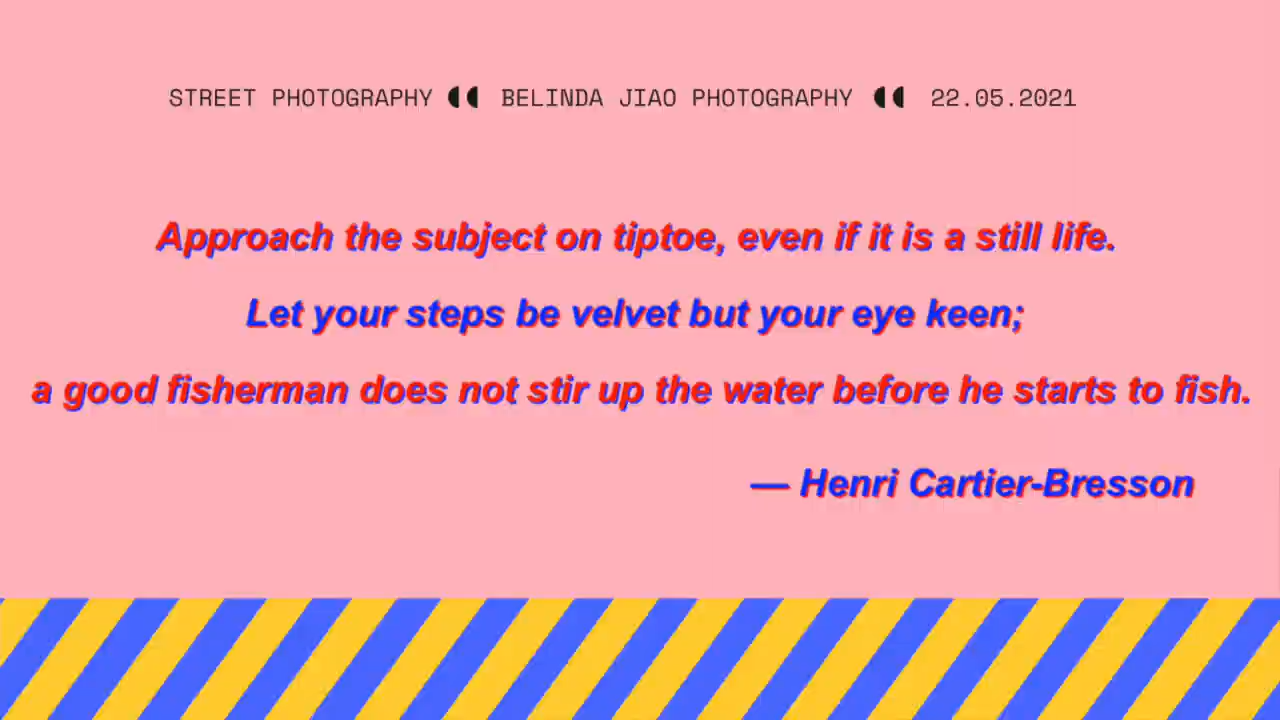 STREET PHOTOGRAPHY BELINDA JIAO PHOTOGRAPHY 22.05.2021
Approach the subject on tiptoe, even if it is a still life.
Let your steps be velvet but your eye keen;
a good fisherman does not stir up the water before he starts to fish.
— Henri Cartier-Bresson